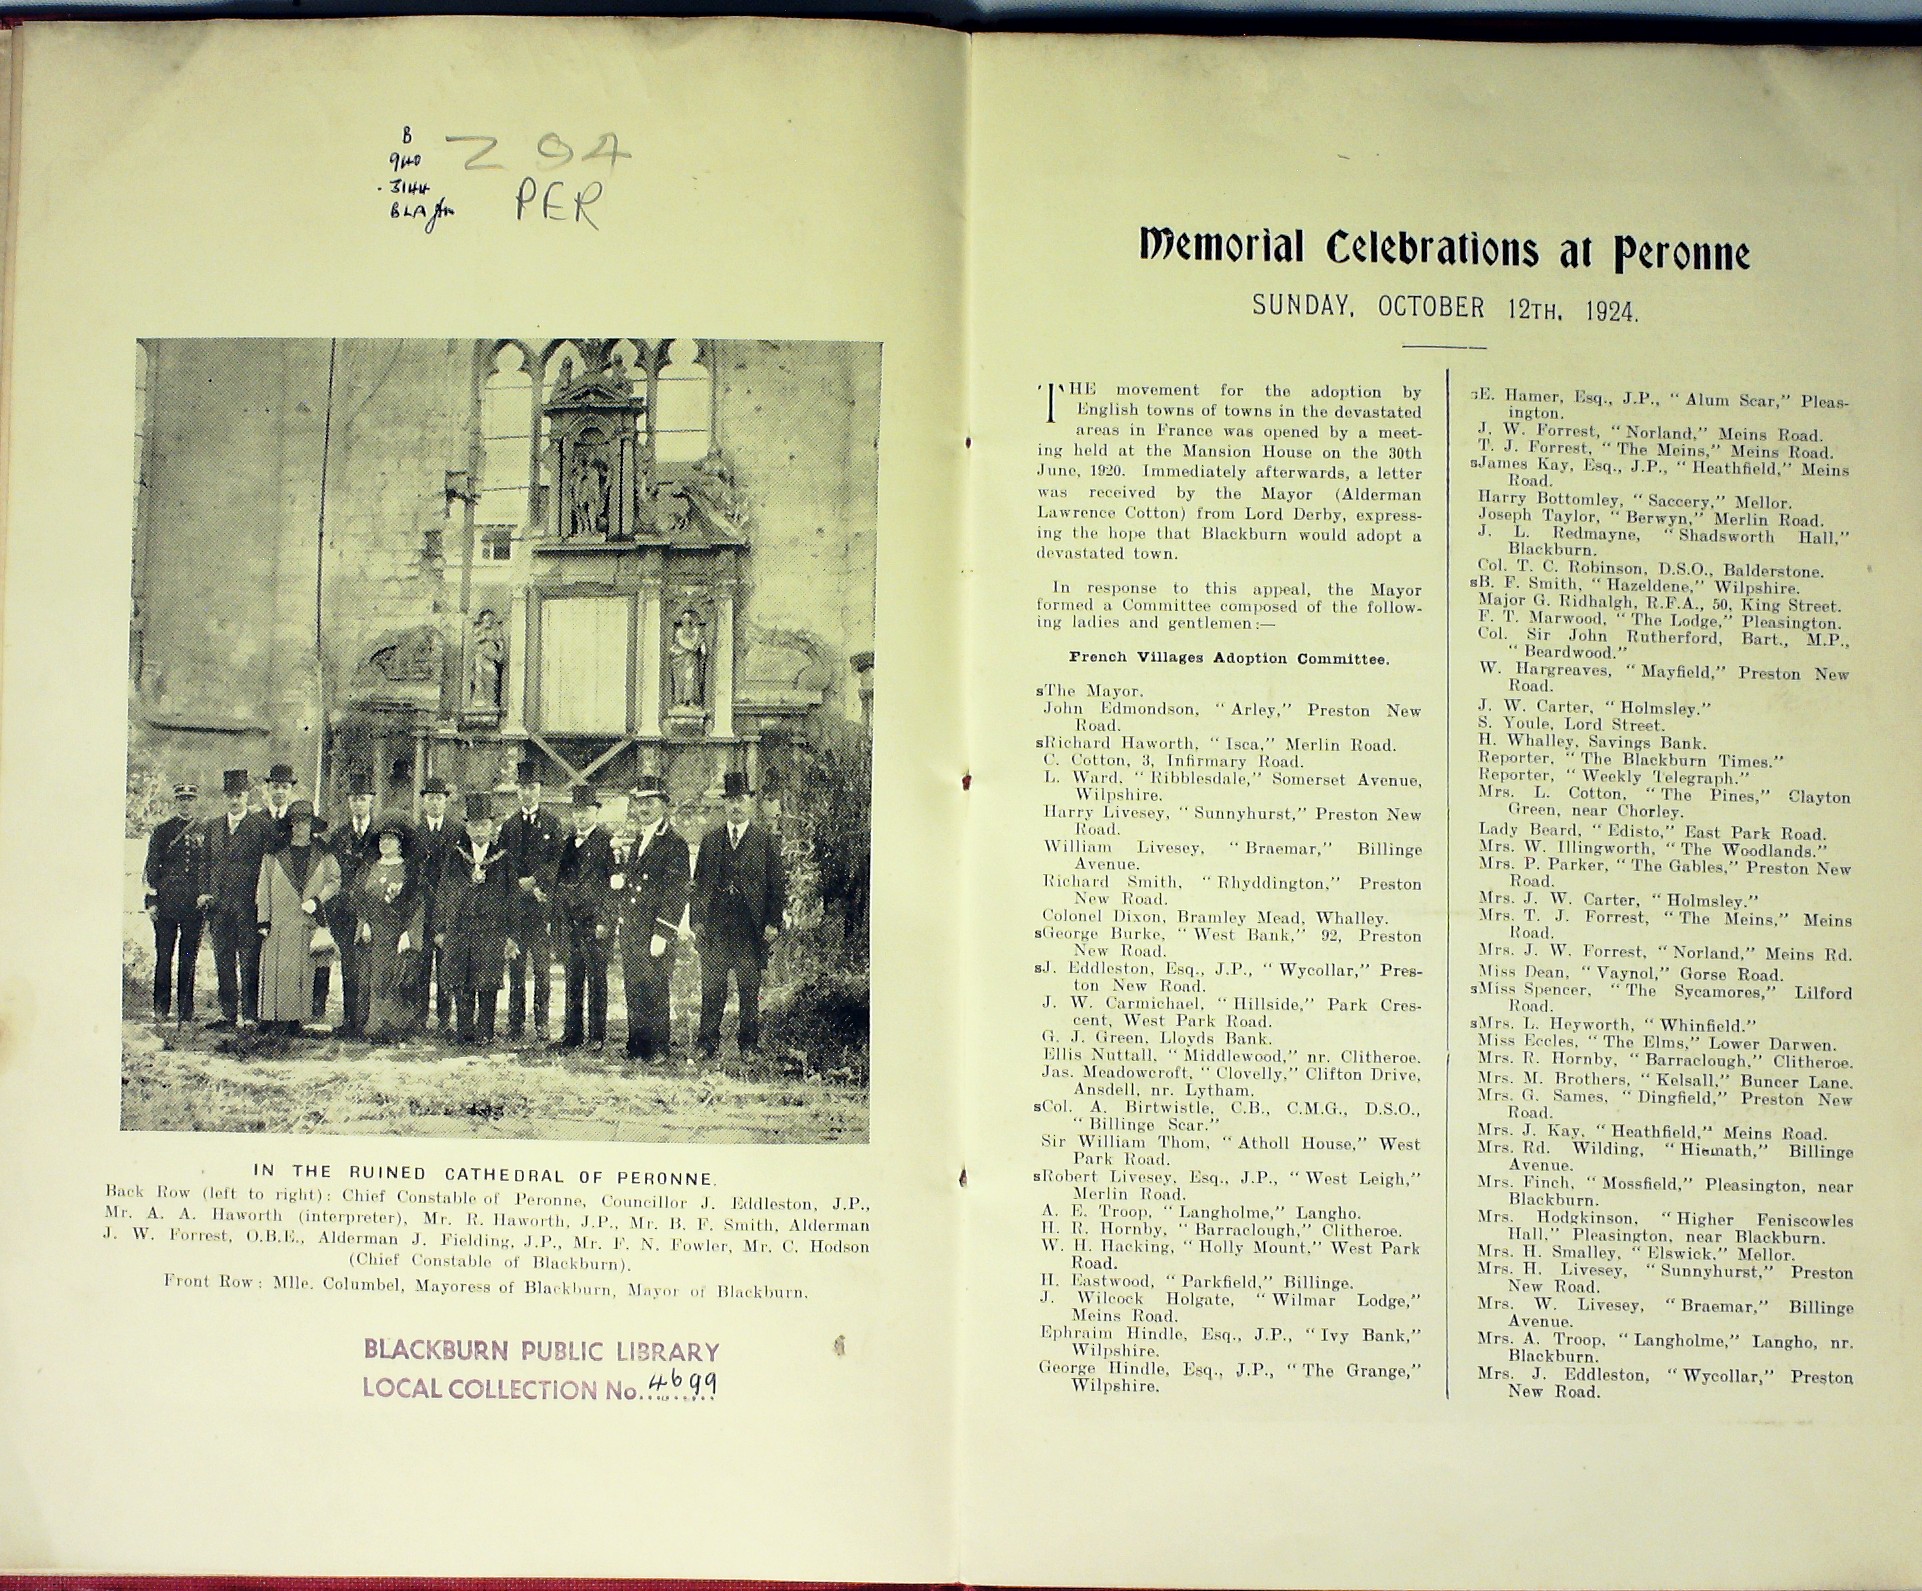 B
940
.3144
BLA
Z 94
PER
IN THE RUINED CATHEDRAL OF PERONNE.
Back Row (left to right): Chief Constable of Peronne, Councillor J. Eddleston, J.P.,
Mr. A. A. Haworth (interpreter), Mr. R. Haworth, J.P., Mr. B. F. Smith, Alderman
J. W. Forrest, O.B.E., Alderman J. Fielding, J.P., Mr. F. N. Fowler, Mr. C. Hodson
(Chief Constable of Blackburn).
Front Row: Mlle. Columbel, Mayoress of Blackburn, Mayor of Blackburn.
BLACKBURN PUBLIC LIBRARY
LOCAL COLLECTION No. 4699
Memorial Celebrations at Peronne
SUNDAY, OCTOBER 12TH, 1924.
THE movement for the adoption by
English towns of towns in the devastated
areas in France was opened by a meet-
ing held at the Mansion House on the 30th
June, 1920. Immediately afterwards, a letter
was received by the Mayor (Alderman
Lawrence Cotton) from Lord Derby, express-
ing the hope that Blackburn would adopt a
devastated town.
In response to this appeal, the Mayor
formed a Committee composed of the follow-
ing ladies and gentlemen:—
French Villages Adoption Committee.
sThe Mayor.
John Edmondson, "Arley," Preston New
Road.
sRichard Haworth, "Isca," Merlin Road.
C. Cotton, 3, Infirmary Road.
L. Ward, "Ribblesdale," Somerset Avenue,
Wilpshire.
Harry Livesey, "Sunnyhurst," Preston New
Road.
William Livesey, "Braemar," Billinge
Avenue.
Richard Smith, "Rhyddington," Preston
New Road.
Colonel Dixon, Bramley Mead, Whalley.
sGeorge Burke, "West Bank," 92, Preston
New Road.
sJ. Eddleston, Esq., J.P., "Wycollar," Pres-
ton New Road.
J. W. Carmichael, "Hillside," Park Cres-
cent, West Park Road.
G. J. Green, Lloyds Bank.
Ellis Nuttall, "Middlewood," nr. Clitheroe.
Jas. Meadowcroft, "Clovelly," Clifton Drive,
Ansdell, nr. Lytham.
sCol. A. Birtwistle, C.B., C.M.G., D.S.O.,
"Billinge Scar."
Sir William Thom, "Atholl House," West
Park Road.
sRobert Livesey, Esq., J.P., "West Leigh,"
Merlin Road.
A. E. Troop, "Langholme," Langho.
H. R. Hornby, "Barraclough," Clitheroe.
W. H. Hacking, "Holly Mount," West Park
Road.
H. Eastwood, "Parkfield," Billinge.
J. Wilcock Holgate, "Wilmar Lodge,"
Meins Road.
Ephraim Hindle, Esq., J.P., "Ivy Bank,"
Wilpshire.
George Hindle, Esq., J.P., "The Grange,"
Wilpshire.
sE. Hamer, Esq., J.P., "Alum Scar," Pleas-
ington.
J. W. Forrest, "Norland," Meins Road.
T. J. Forrest, "The Meins," Meins Road.
sJames Kay, Esq., J.P., "Heathfield," Meins
Road.
Harry Bottomley, "Saccery," Mellor.
Joseph Taylor, "Berwyn," Merlin Road.
J. L. Redmayne, "Shadsworth Hall,"
Blackburn.
Col. T. C. Robinson, D.S.O., Balderstone.
sB. F. Smith, "Hazeldene," Wilpshire.
Major G. Ridhalgh, R.F.A., 50, King Street.
F. T. Marwood, "The Lodge," Pleasington.
Col. Sir John Rutherford, Bart., M.P.,
"Beardwood."
W. Hargreaves, "Mayfield," Preston New
Road.
J. W. Carter, "Holmsley."
S. Youle, Lord Street.
H. Whalley, Savings Bank.
Reporter, "The Blackburn Times."
Reporter, "Weekly Telegraph."
Mrs. L. Cotton, "The Pines," Clayton
Green, near Chorley.
Lady Beard, "Edisto," East Park Road.
Mrs. W. Illingworth, "The Woodlands."
Mrs. P. Parker, "The Gables," Preston New
Road.
Mrs. J. W. Carter, "Holmsley."
Mrs. T. J. Forrest, "The Meins," Meins
Road.
Mrs. J. W. Forrest, "Norland," Meins Rd.
Miss Dean, "Vaynol," Gorse Road.
sMiss Spencer, "The Sycamores," Lilford
Road.
sMrs. L. Heyworth, "Whinfield."
Miss Eccles, "The Elms," Lower Darwen.
Mrs. R. Hornby, "Barraclough," Clitheroe.
Mrs. M. Brothers, "Kelsall," Buncer Lane.
Mrs. G. Sames, "Dingfield," Preston New
Road.
Mrs. J. Kay, "Heathfield," Meins Road.
Mrs. Rd. Wilding, "Hiemath," Billinge
Avenue.
Mrs. Finch, "Mossfield," Pleasington, near
Blackburn.
Mrs. Hodgkinson, "Higher Feniscowles
Hall," Pleasington, near Blackburn.
Mrs. H. Smalley, "Elswick," Mellor.
Mrs. H. Livesey, "Sunnyhurst," Preston
New Road.
Mrs. W. Livesey, "Braemar," Billinge
Avenue.
Mrs. A. Troop, "Langholme," Langho, nr.
Blackburn.
Mrs. J. Eddleston, "Wycollar," Preston
New Road.